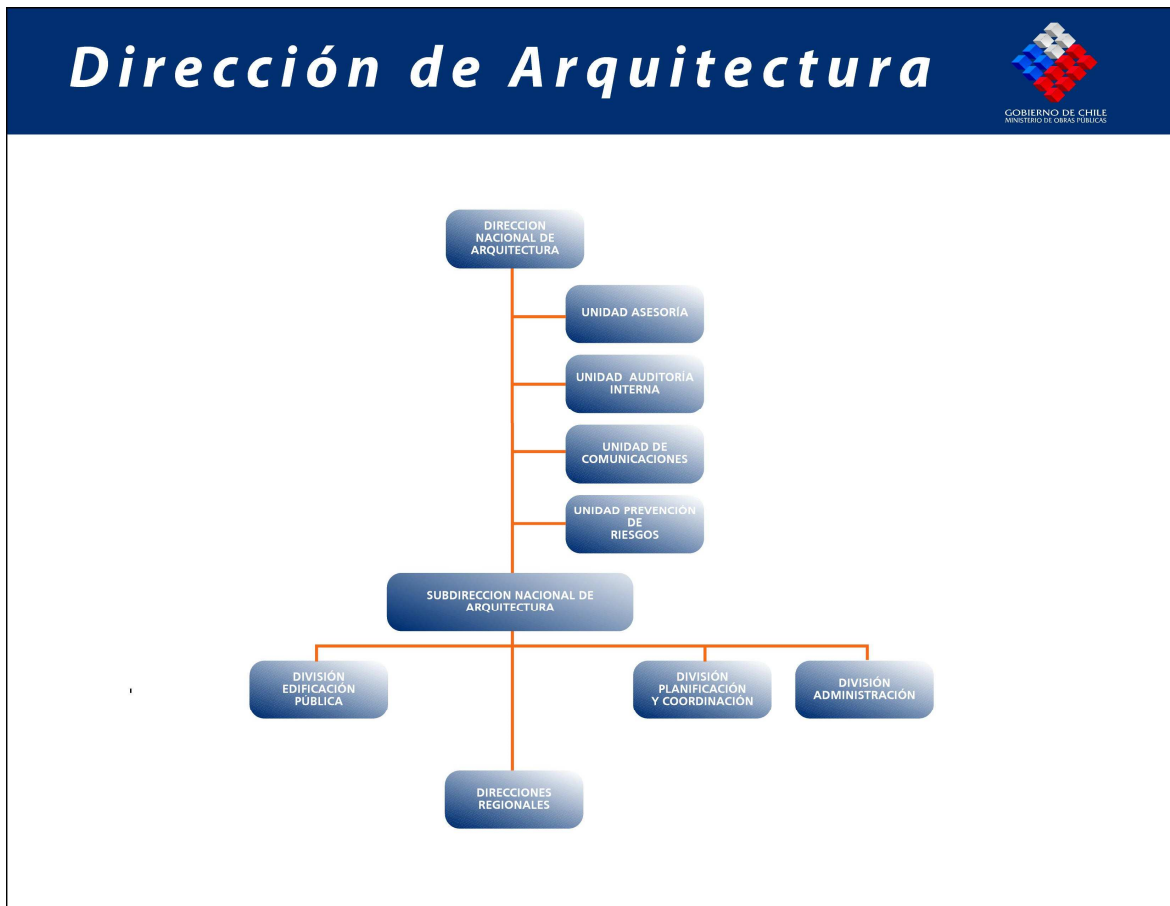 Dirección de Arquitectura
GOBIERNO DE CHILE
MINISTERIO DE OBRAS PÚBLICAS
DIRECCION
NACIONAL DE
ARQUITECTURA
UNIDAD ASESORÍA
UNIDAD AUDITORÍA
INTERNA
UNIDAD DE
COMUNICACIONES
UNIDAD PREVENCIÓN
DE
RIESGOS
SUBDIRECCION NACIONAL DE
ARQUITECTURA
DIVISIÓN
EDIFICACIÓN
PÚBLICA
DIVISIÓN
PLANIFICACIÓN
Y COORDINACIÓN
DIVISIÓN
ADMINISTRACIÓN
DIRECCIONES
REGIONALES